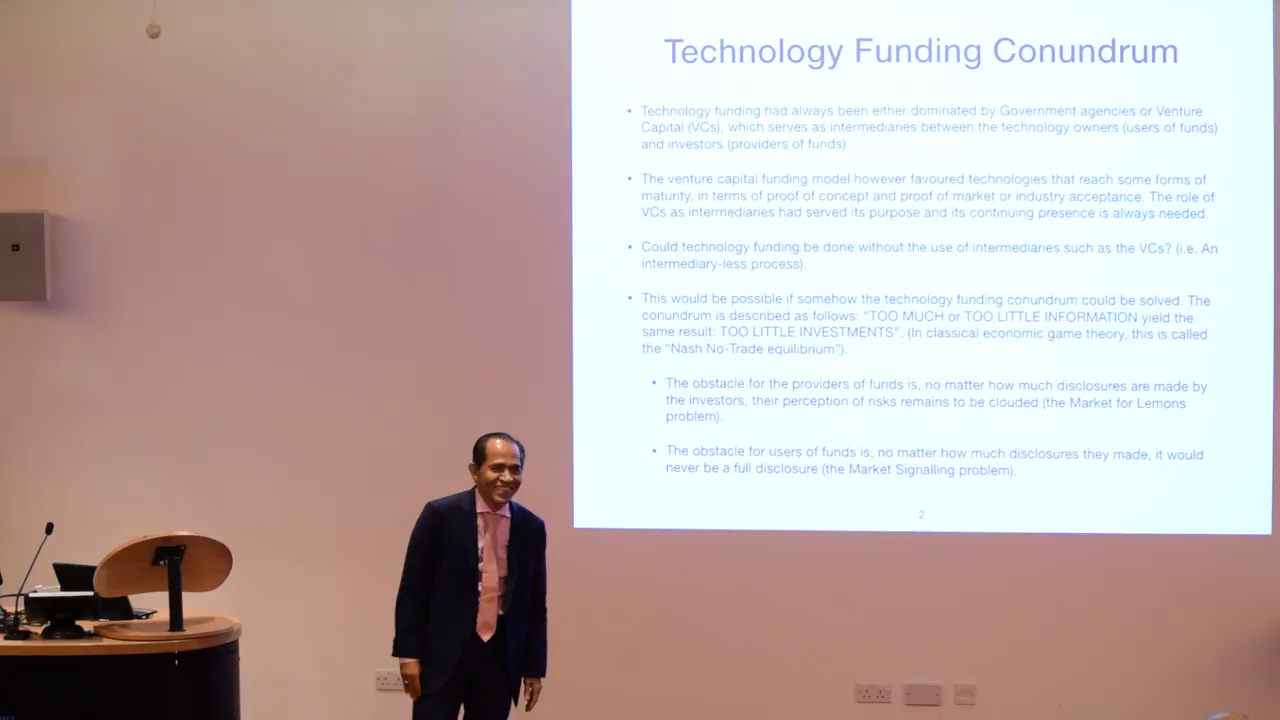 Technology Funding Conundrum
• Technology funding had always been either dominated by Government agencies or Venture
Capital (VCs), which serves as intermediaries between the technology owners (users of funds)
and investors (providers of funds).
• The venture capital funding model however favoured technologies that reach some forms of
maturity, in terms of proof of concept and proof of market or industry acceptance. The role of
VCs as intermediaries had served its purpose and its continuing presence is always needed.
• Could technology funding be done without the use of intermediaries such as the VCs? (i.e. An
intermediary-less process).
• This would be possible if somehow the technology funding conundrum could be solved. The
conundrum is described as follows: “TOO MUCH or TOO LITTLE INFORMATION yield the
same result: TOO LITTLE INVESTMENTS”. (In classical economic game theory, this is called
the “Nash No-Trade equilibrium”).
• The obstacle for the providers of funds is, no matter how much disclosures are made by
the investors, their perception of risks remains to be clouded (the Market for Lemons
problem).
• The obstacle for users of funds is, no matter how much disclosures they made, it would
never be a full disclosure (the Market Signalling problem).
2